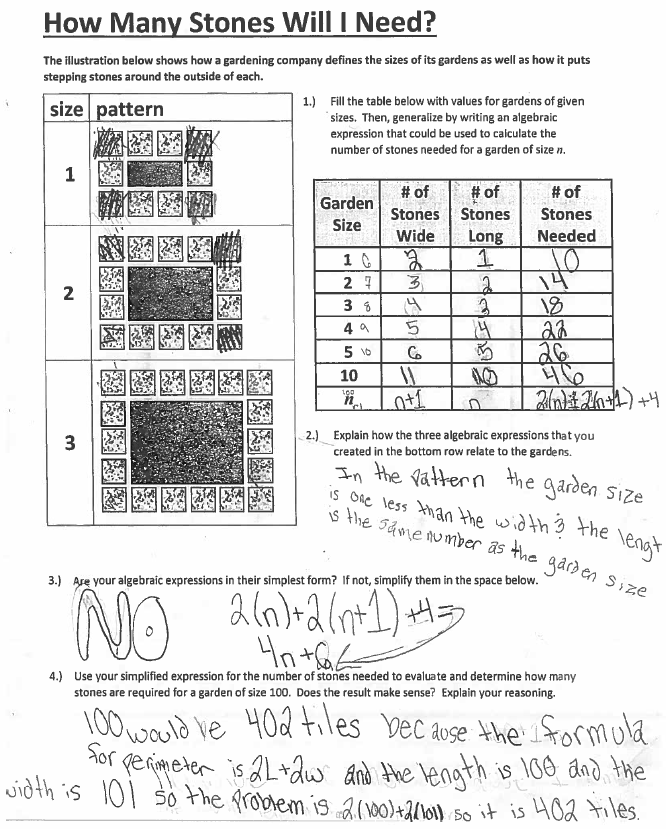 How Many Stones Will I Need?
The illustration below shows how a gardening company defines the sizes of its gardens as well as how it puts
stepping stones around the outside of each.
size pattern
1
2
3
1.) Fill the table below with values for gardens of given
sizes. Then, generalize by writing an algebraic
expression that could be used to calculate the
number of stones needed for a garden of size n.
Garden Size # of Stones Wide # of Stones Long # of Stones Needed
1 6 2 1 10
2 7 3 2 14
3 8 4 3 18
4 9 5 4 22
5 10 6 5 26
10 11 10 46
100
n n+1 n 2(n)+2(n+1)+4
2.) Explain how the three algebraic expressions that you
created in the bottom row relate to the gardens.
In the Pattern the garden size
is one less than the width & the lengt
is the same number as the garden size
3.) Are your algebraic expressions in their simplest form? If not, simplify them in the space below.
NO 2(n)+2(n+1)+4=
4n+6
4.) Use your simplified expression for the number of stones needed to evaluate and determine how many
stones are required for a garden of size 100. Does the result make sense? Explain your reasoning.
100 would be 402 tiles because the formula
for perimeter is 2L+2w and the length is 100 and the
width is 101 so the problem is 2(100)+2(101) so it is 402 tiles.